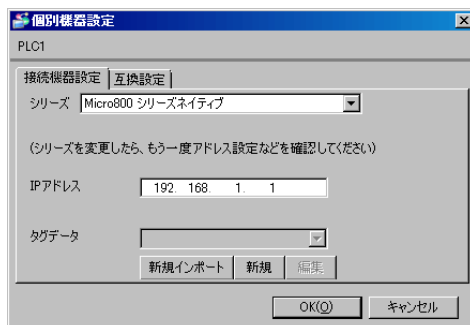 個別機器設定
PLC1
接続機器設定 互換設定
シリーズ Micro800 シリーズネイティブ
(シリーズを変更したら、もう一度アドレス設定などを確認してください)
IPアドレス 192. 168. 1. 1
タグデータ
新規インポート 新規 編集
OK(O) キャンセル